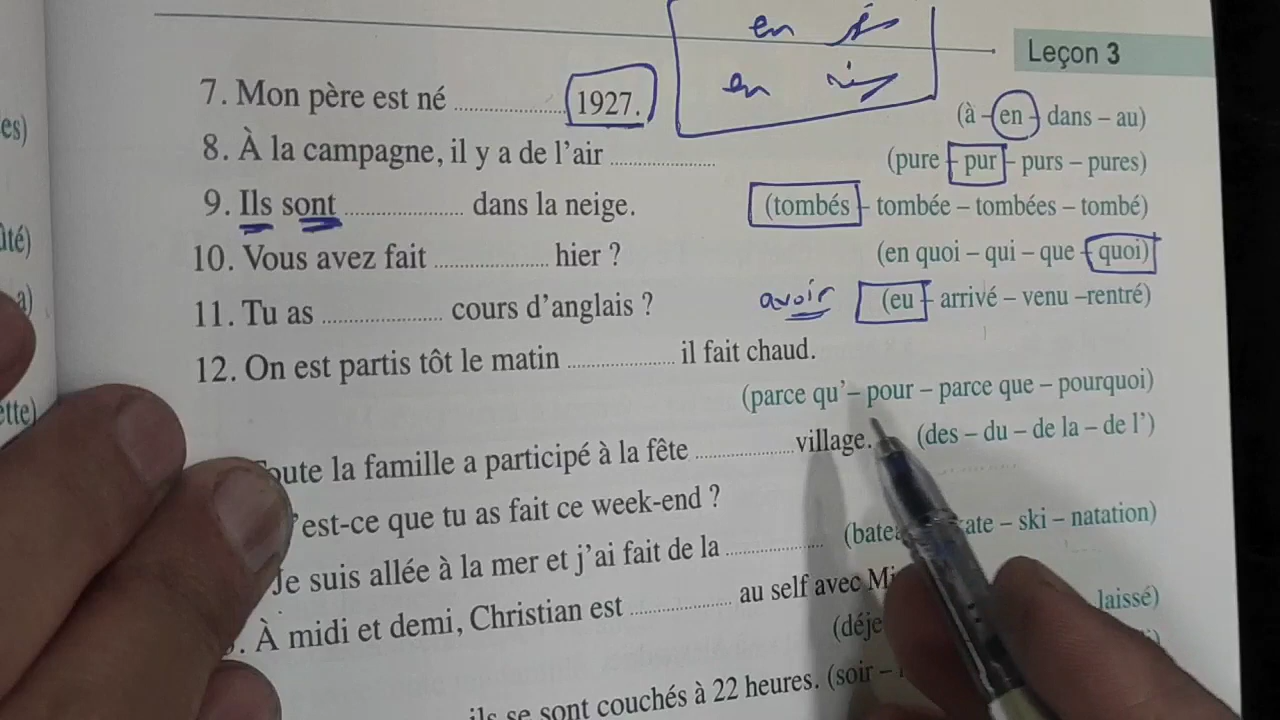 es)
ûté)
a)
ette)
en
en
Leçon 3
7. Mon père est né .................... 1927. (à – en – dans – au)
8. À la campagne, il y a de l'air .................... (pure – pur – purs – pures)
9. Ils sont .................... dans la neige. (tombés – tombée – tombées – tombé)
10. Vous avez fait .................... hier ? (en quoi – qui – que – quoi)
11. Tu as .................... cours d'anglais ? avoir (eu – arrivé – venu –rentré)
12. On est partis tôt le matin .................... il fait chaud.
(parce qu' – pour – parce que – pourquoi)
oute la famille a participé à la fête .................... village. (des – du – de la – de l')
'est-ce que tu as fait ce week-end ?
Je suis allée à la mer et j'ai fait de la .................... (batea ate – ski – natation)
. À midi et demi, Christian est .................... au self avec Mi
(déje laissé)
ils se sont couchés à 22 heures. (soir –